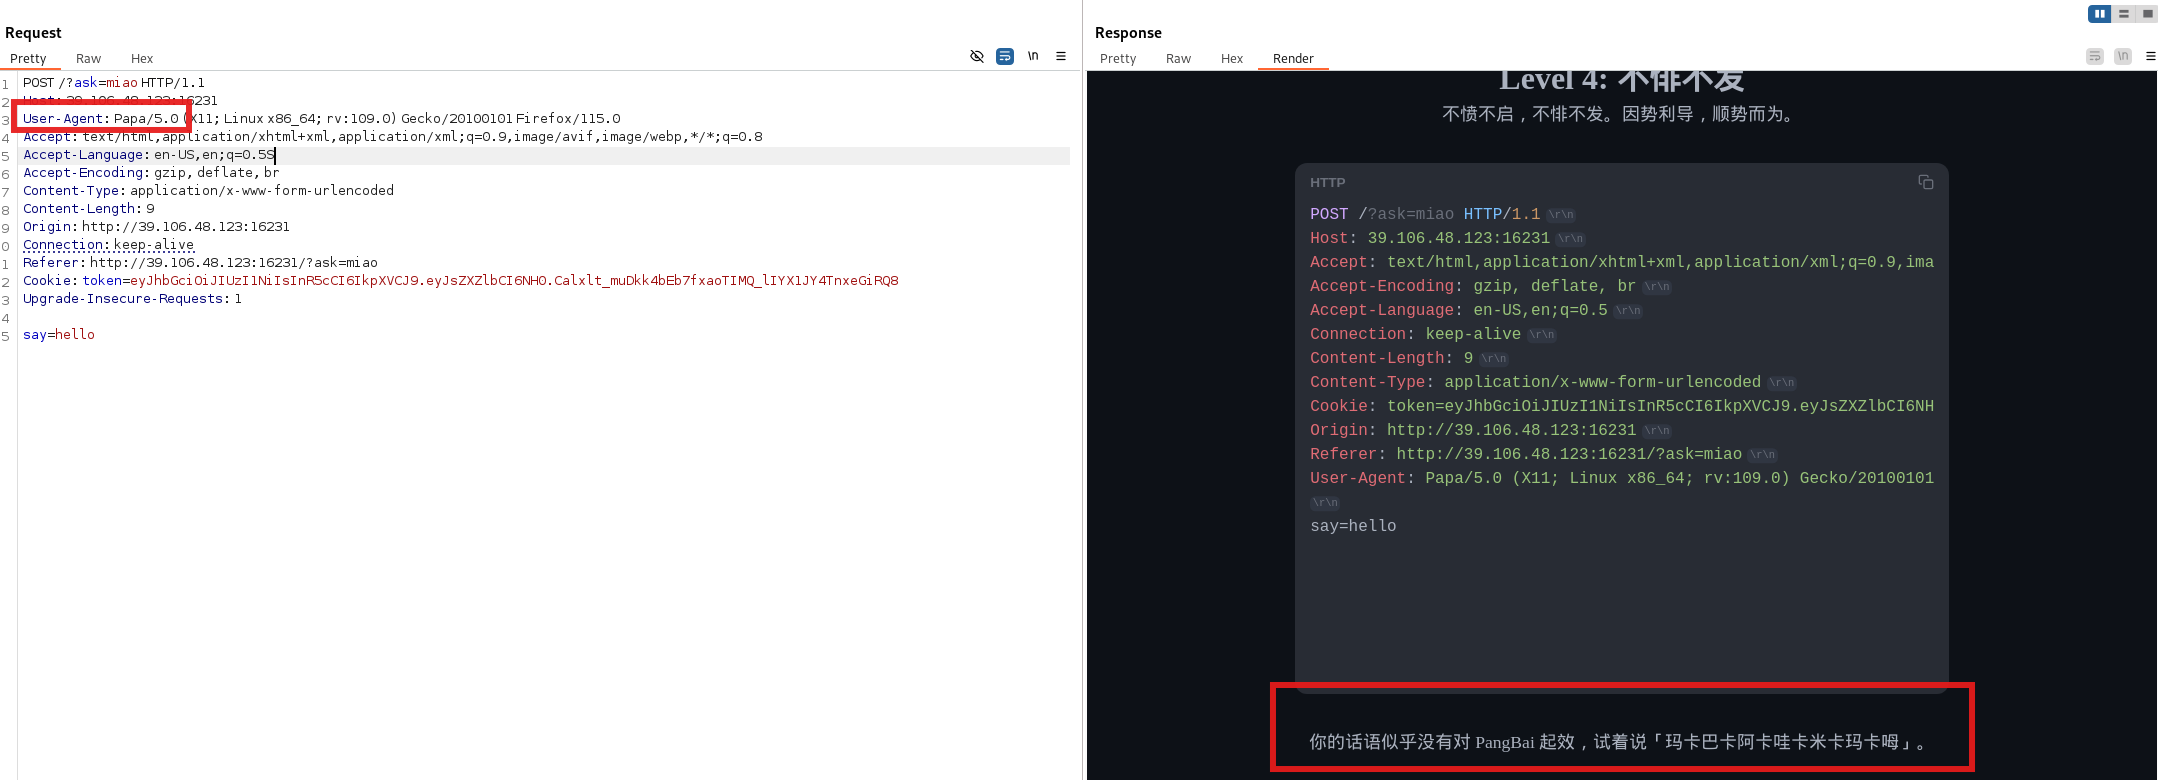 Request
Pretty Raw Hex
\n
1 POST /?ask=miao HTTP/1.1
2 Host: 39.106.48.123:16231
3 User-Agent: Papa/5.0 (X11; Linux x86_64; rv:109.0) Gecko/20100101 Firefox/115.0
4 Accept: text/html,application/xhtml+xml,application/xml;q=0.9,image/avif,image/webp,*/*;q=0.8
5 Accept-Language: en-US,en;q=0.5S
6 Accept-Encoding: gzip, deflate, br
7 Content-Type: application/x-www-form-urlencoded
8 Content-Length: 9
9 Origin: http://39.106.48.123:16231
0 Connection: keep-alive
1 Referer: http://39.106.48.123:16231/?ask=miao
2 Cookie: token=eyJhbGciOiJIUzI1NiIsInR5cCI6IkpXVCJ9.eyJsZXZlbCI6NH0.Calxlt_muDkk4bEb7fxaoTIMQ_lIYX1JY4TnxeGiRQ8
3 Upgrade-Insecure-Requests: 1
4
5 say=hello
Response
Pretty Raw Hex Render
\n
Level 4: 不悱不发
不愤不启，不悱不发。因势利导，顺势而为。
HTTP
POST /?ask=miao HTTP/1.1 \r\n
Host: 39.106.48.123:16231 \r\n
Accept: text/html,application/xhtml+xml,application/xml;q=0.9,ima
Accept-Encoding: gzip, deflate, br \r\n
Accept-Language: en-US,en;q=0.5 \r\n
Connection: keep-alive \r\n
Content-Length: 9 \r\n
Content-Type: application/x-www-form-urlencoded \r\n
Cookie: token=eyJhbGciOiJIUzI1NiIsInR5cCI6IkpXVCJ9.eyJsZXZlbCI6NH
Origin: http://39.106.48.123:16231 \r\n
Referer: http://39.106.48.123:16231/?ask=miao \r\n
User-Agent: Papa/5.0 (X11; Linux x86_64; rv:109.0) Gecko/20100101
\r\n
say=hello
你的话语似乎没有对 PangBai 起效，试着说「玛卡巴卡阿卡哇卡米卡玛卡呣」。